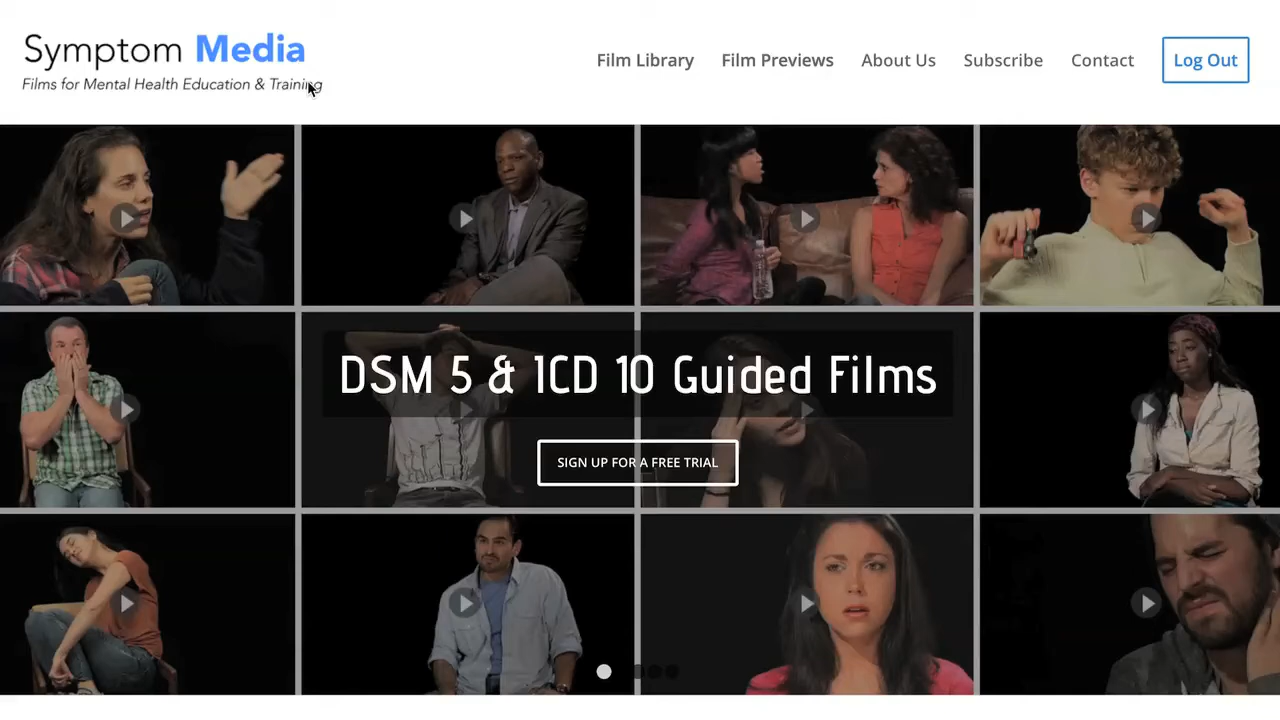 Symptom Media
Films for Mental Health Education & Training
Film Library
Film Previews
About Us
Subscribe
Contact
Log Out
DSM 5 & ICD 10 Guided Films
SIGN UP FOR A FREE TRIAL